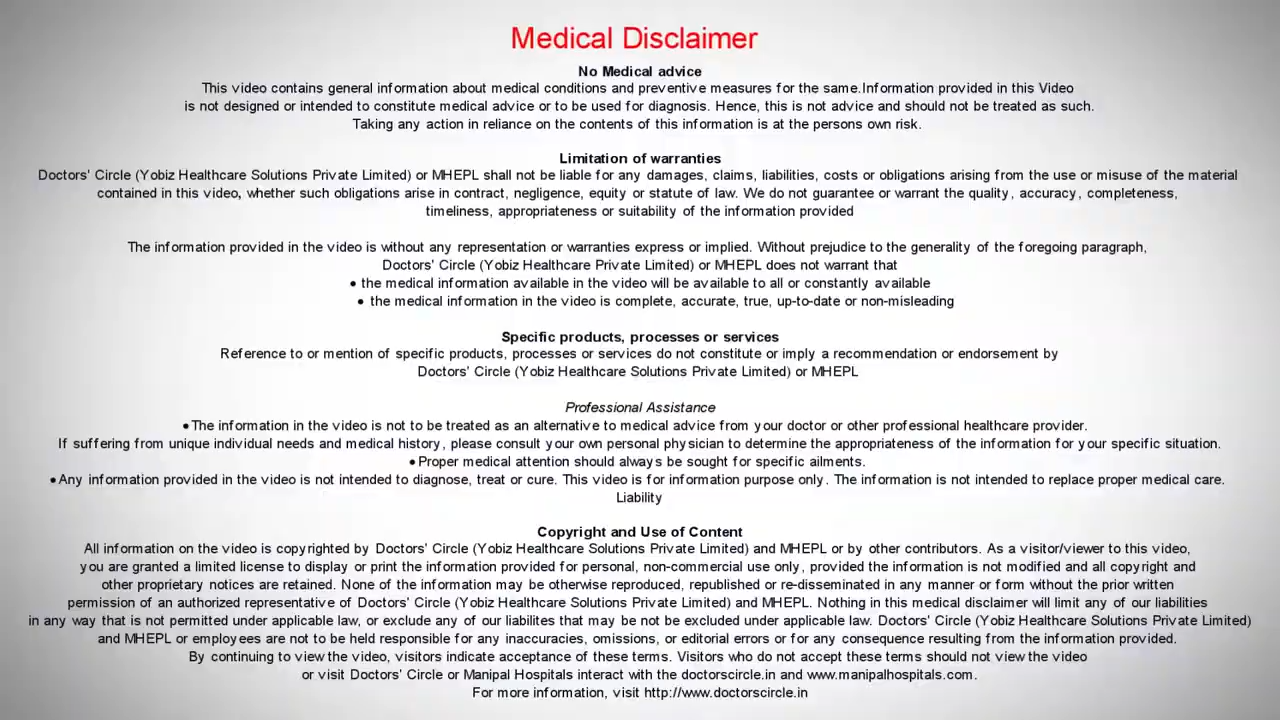 Medical Disclaimer
No Medical advice
This video contains general information about medical conditions and preventive measures for the same.Information provided in this Video
is not designed or intended to constitute medical advice or to be used for diagnosis. Hence, this is not advice and should not be treated as such.
Taking any action in reliance on the contents of this information is at the persons own risk.
Limitation of warranties
Doctors' Circle (Yobiz Healthcare Solutions Private Limited) or MHEPL shall not be liable for any damages, claims, liabilities, costs or obligations arising from the use or misuse of the material
contained in this video, whether such obligations arise in contract, negligence, equity or statute of law. We do not guarantee or warrant the quality, accuracy, completeness,
timeliness, appropriateness or suitability of the information provided
The information provided in the video is without any representation or warranties express or implied. Without prejudice to the generality of the foregoing paragraph,
Doctors' Circle (Yobiz Healthcare Private Limited) or MHEPL does not warrant that
• the medical information available in the video will be available to all or constantly available
• the medical information in the video is complete, accurate, true, up-to-date or non-misleading
Specific products, processes or services
Reference to or mention of specific products, processes or services do not constitute or imply a recommendation or endorsement by
Doctors' Circle (Yobiz Healthcare Solutions Private Limited) or MHEPL
Professional Assistance
•The information in the video is not to be treated as an alternative to medical advice from your doctor or other professional healthcare provider.
If suffering from unique individual needs and medical history, please consult your own personal physician to determine the appropriateness of the information for your specific situation.
•Proper medical attention should always be sought for specific ailments.
•Any information provided in the video is not intended to diagnose, treat or cure. This video is for information purpose only. The information is not intended to replace proper medical care.
Liability
Copyright and Use of Content
All information on the video is copyrighted by Doctors' Circle (Yobiz Healthcare Solutions Private Limited) and MHEPL or by other contributors. As a visitor/viewer to this video,
you are granted a limited license to display or print the information provided for personal, non-commercial use only, provided the information is not modified and all copyright and
other proprietary notices are retained. None of the information may be otherwise reproduced, republished or re-disseminated in any manner or form without the prior written
permission of an authorized representative of Doctors' Circle (Yobiz Healthcare Solutions Private Limited) and MHEPL. Nothing in this medical disclaimer will limit any of our liabilities
in any way that is not permitted under applicable law, or exclude any of our liabilites that may be not be excluded under applicable law. Doctors' Circle (Yobiz Healthcare Solutions Private Limited)
and MHEPL or employees are not to be held responsible for any inaccuracies, omissions, or editorial errors or for any consequence resulting from the information provided.
By continuing to view the video, visitors indicate acceptance of these terms. Visitors who do not accept these terms should not view the video
or visit Doctors' Circle or Manipal Hospitals interact with the doctorscircle.in and www.manipalhospitals.com.
For more information, visit http://www.doctorscircle.in